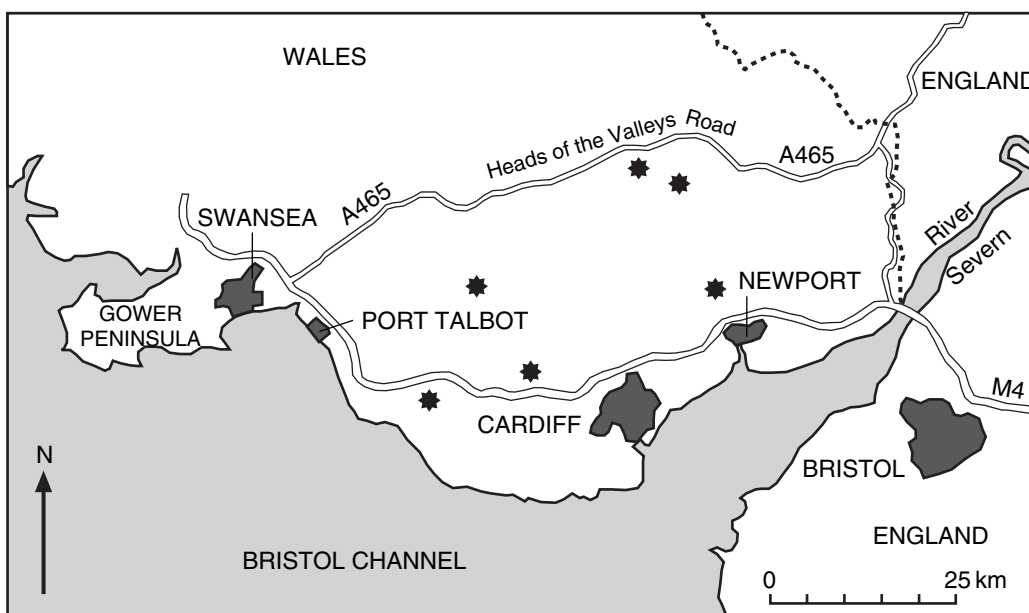 WALES
ENGLAND
Heads of the Valleys Road
A465
A465
SWANSEA
River
Severn
NEWPORT
GOWER
PENINSULA
PORT TALBOT
M4
CARDIFF
BRISTOL
N
ENGLAND
BRISTOL CHANNEL
0 25 km